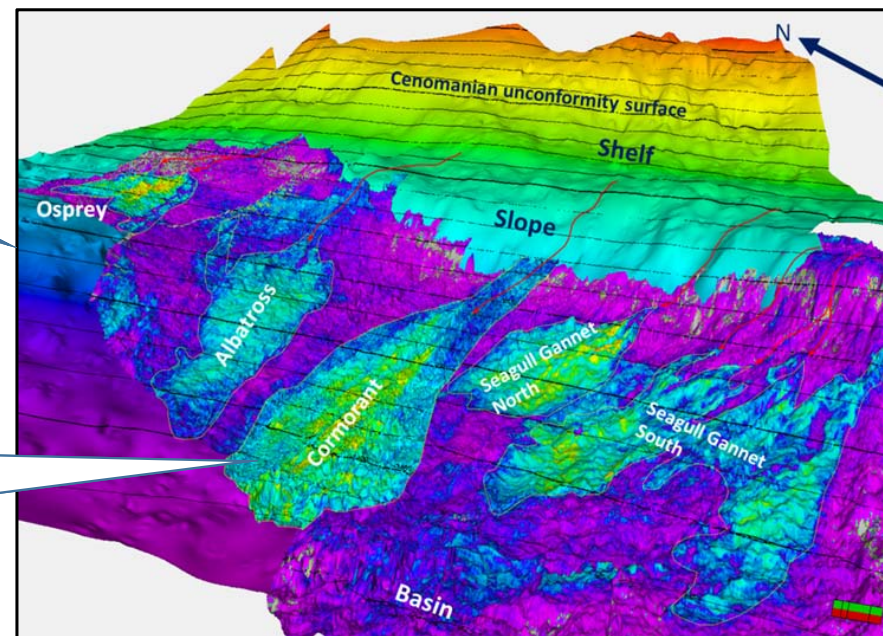 N
Cenomanian unconformity surface
Shelf
Osprey
Slope
Albatross
Cormorant
Seagull Gannet
North
Seagull Gannet
South
Basin